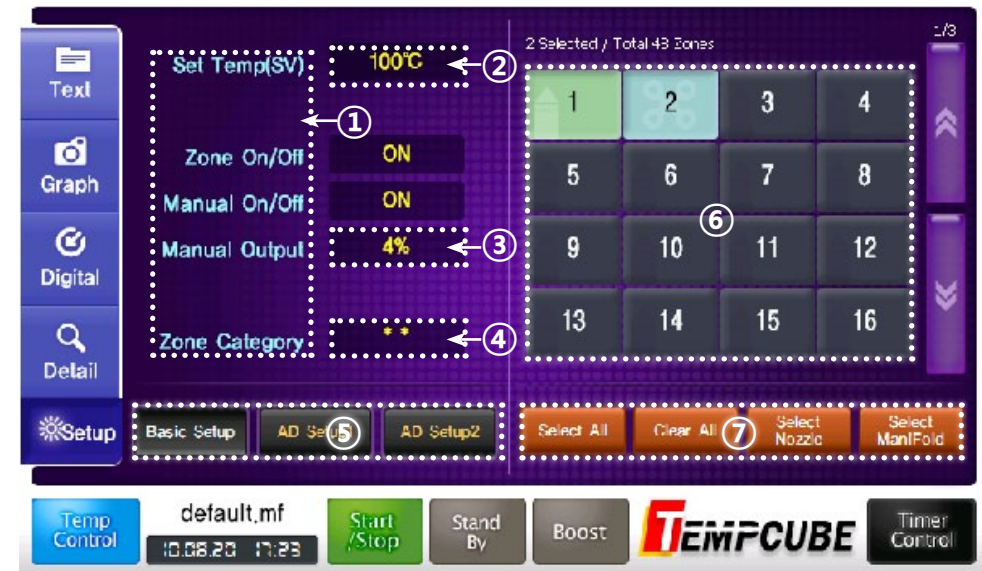 1/3
2 Selected / Total 48 Zones
Text
Graph
Digital
Detail
Setup
Set Temp(SV)
100℃
②
①
Zone On/Off
ON
Manual On/Off
ON
Manual Output
4%
③
Zone Category
* *
④
1 2 3 4
5 6 7 8
⑥
9 10 11 12
13 14 15 16
Basic Setup
AD Setup
⑤
AD Setup2
Select All
Clear All
⑦
Select
Nozzle
Select
ManiFold
Temp
Control
default.mf
10.08.20 17:23
Start
/Stop
Stand
By
Boost
TEMPCUBE
Timer
Control